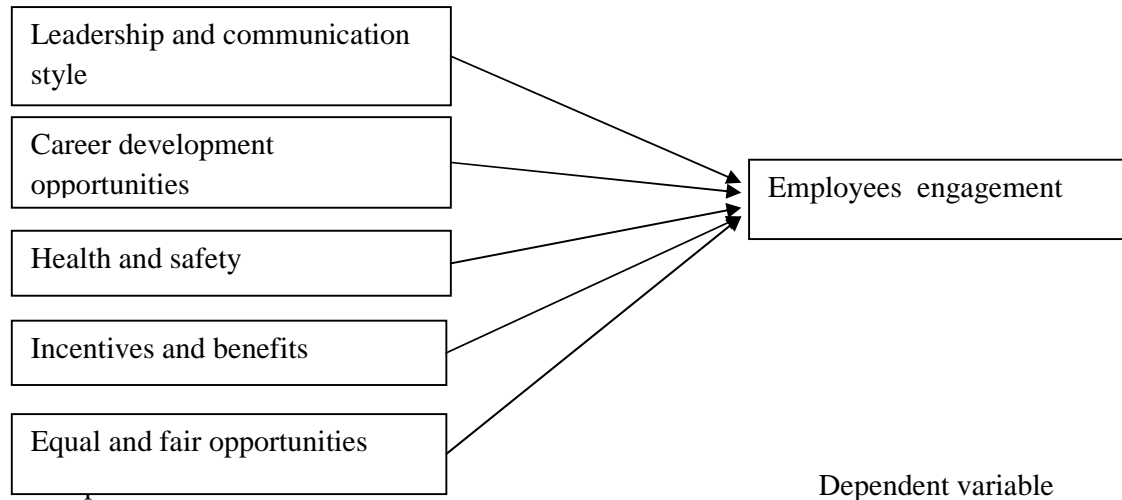 Leadership and communication
style
Career development
opportunities
Employees engagement
Health and safety
Incentives and benefits
Equal and fair opportunities
Dependent variable